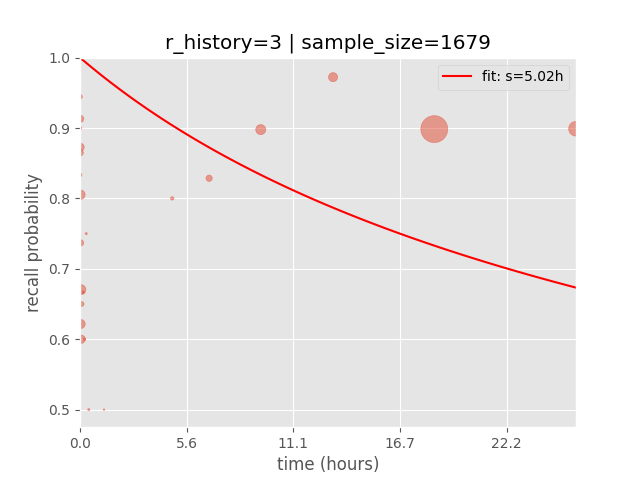 r_history=3 | sample_size=1679
fit: s=5.02h
1.0
0.9
0.8
0.7
0.6
0.5
recall probability
0.0 5.6 11.1 16.7 22.2
time (hours)